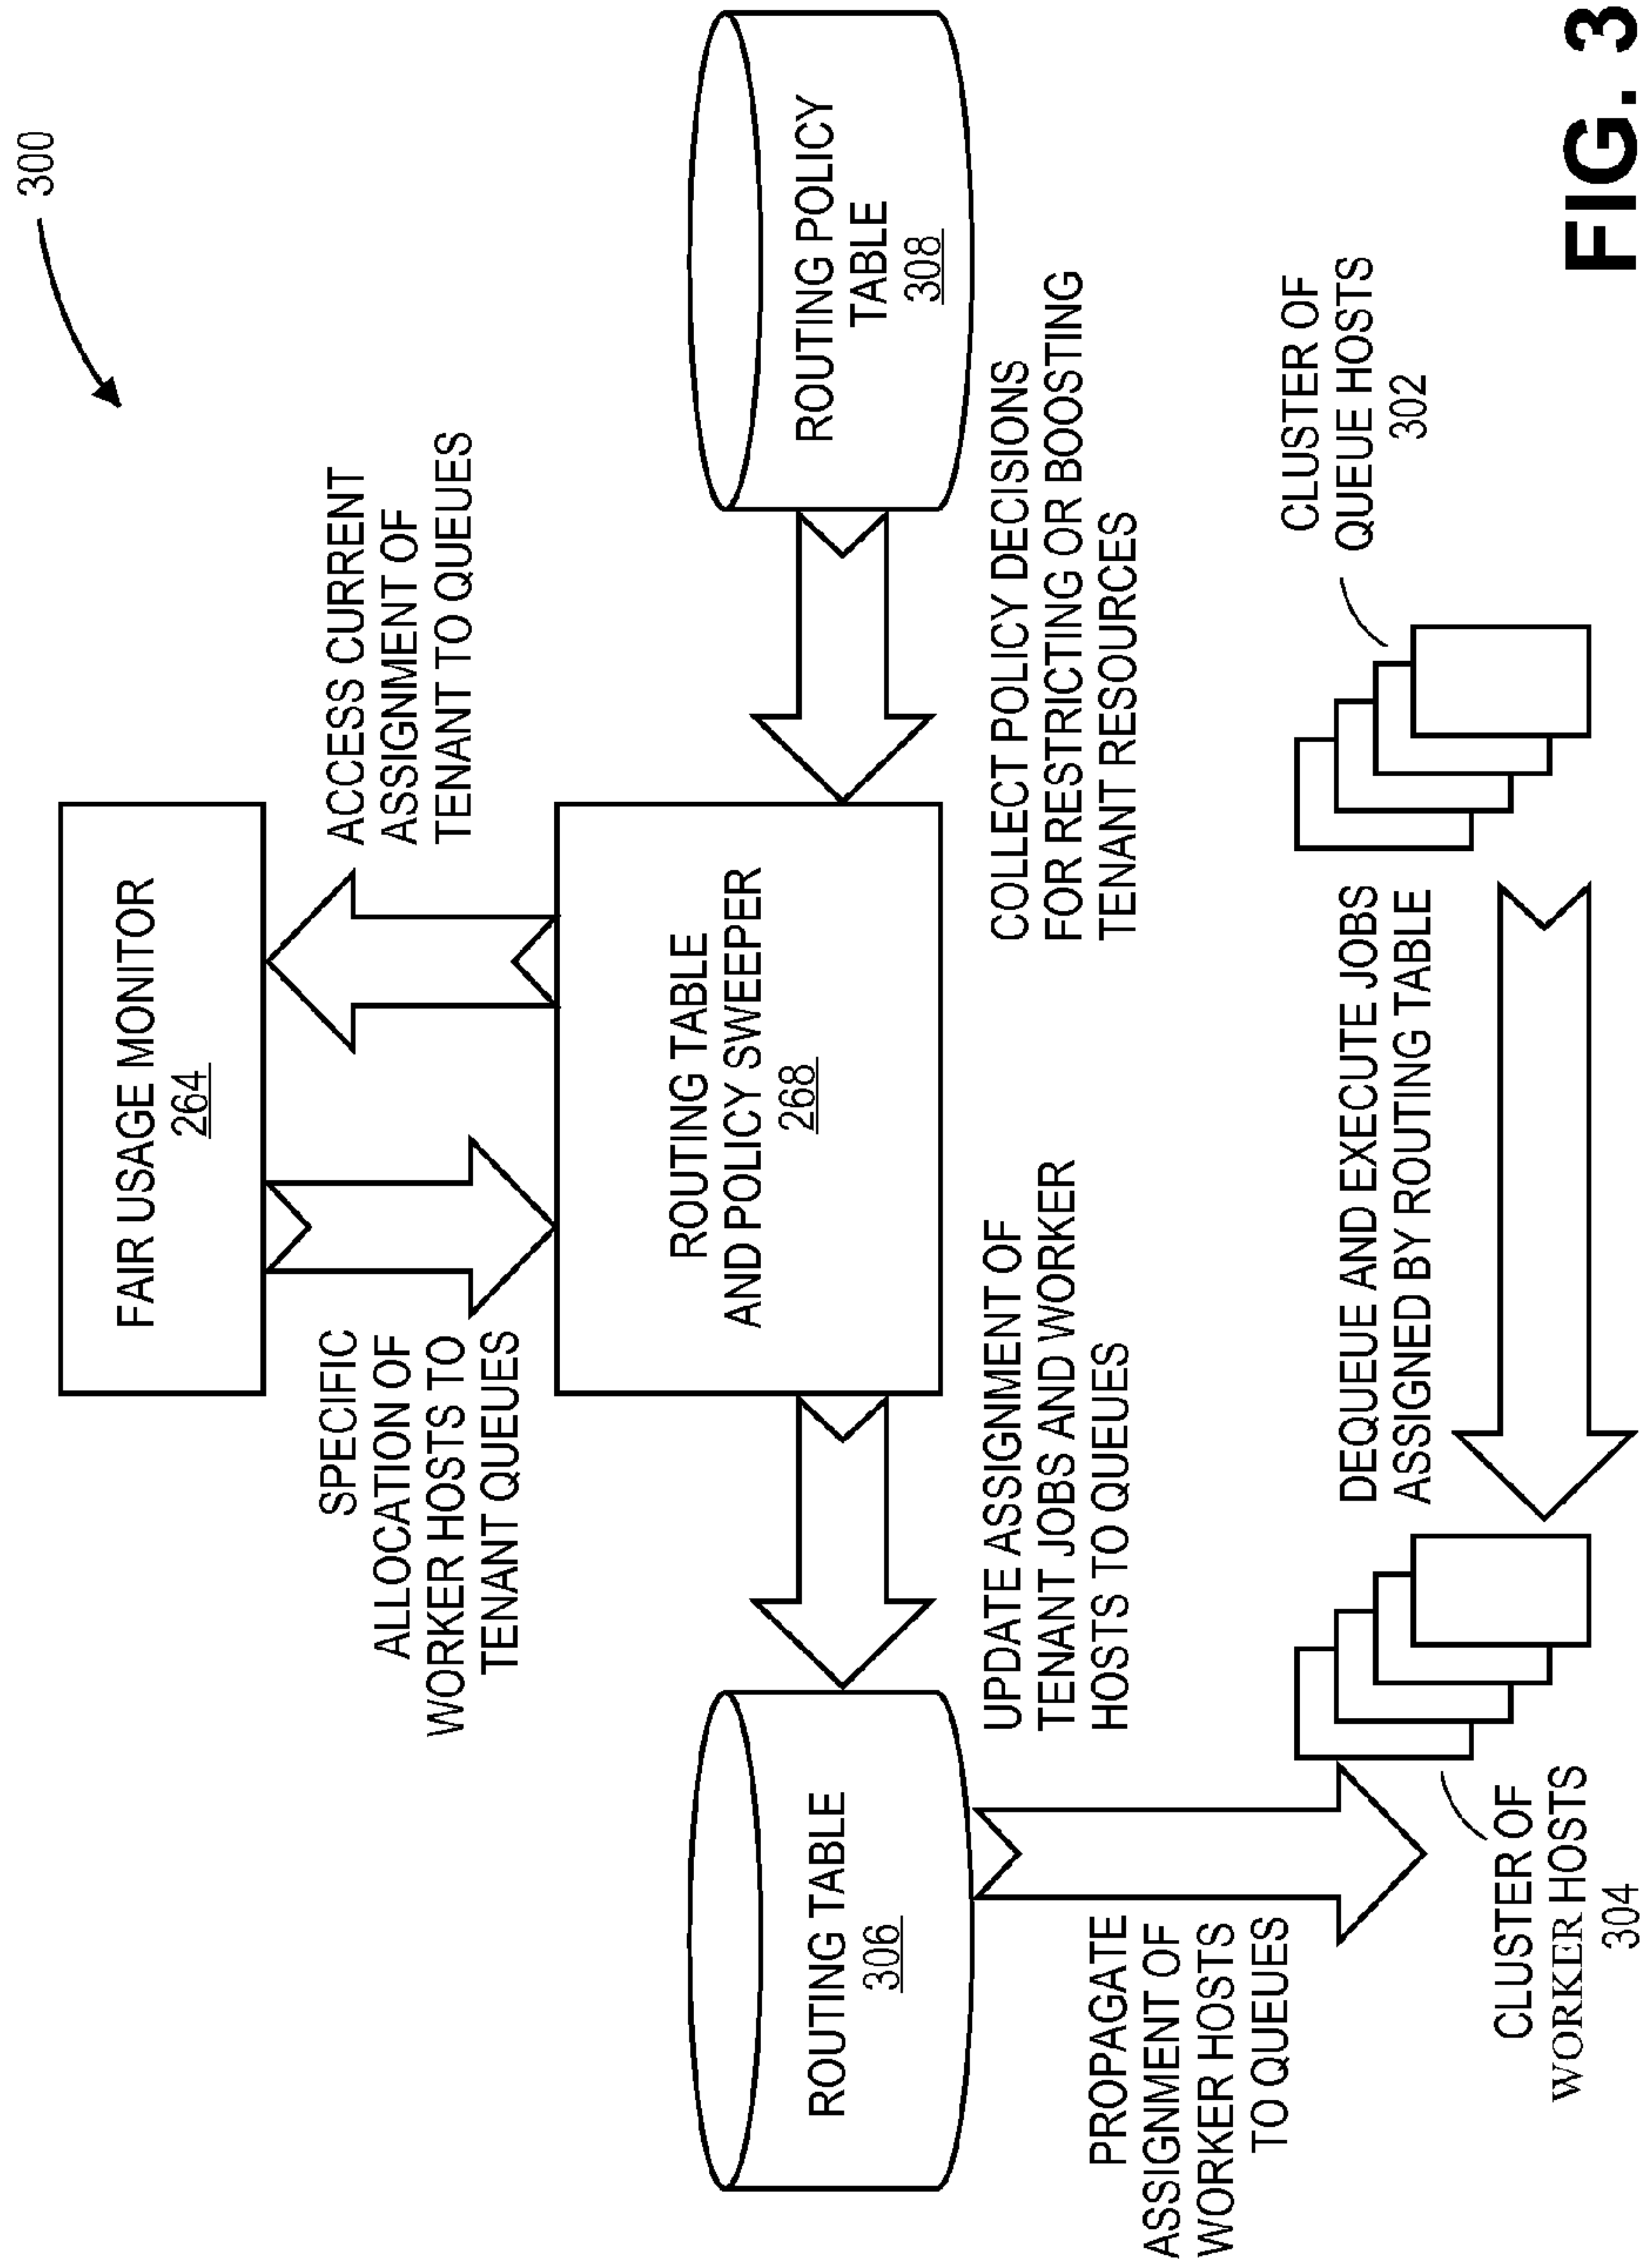 300
FAIR USAGE MONITOR
264
SPECIFIC
ALLOCATION OF
WORKER HOSTS TO
TENANT QUEUES
ACCESS CURRENT
ASSIGNMENT OF
TENANT TO QUEUES
ROUTING TABLE
306
ROUTING TABLE
AND POLICY SWEEPER
268
ROUTING POLICY
TABLE
308
UPDATE ASSIGNMENT OF
TENANT JOBS AND WORKER
HOSTS TO QUEUES
COLLECT POLICY DECISIONS
FOR RESTRICTING OR BOOSTING
TENANT RESOURCES
PROPAGATE
ASSIGNMENT OF
WORKER HOSTS
TO QUEUES
DEQUEUE AND EXECUTE JOBS
ASSIGNED BY ROUTING TABLE
CLUSTER OF
QUEUE HOSTS
302
CLUSTER OF
WORKER HOSTS
304
FIG. 3